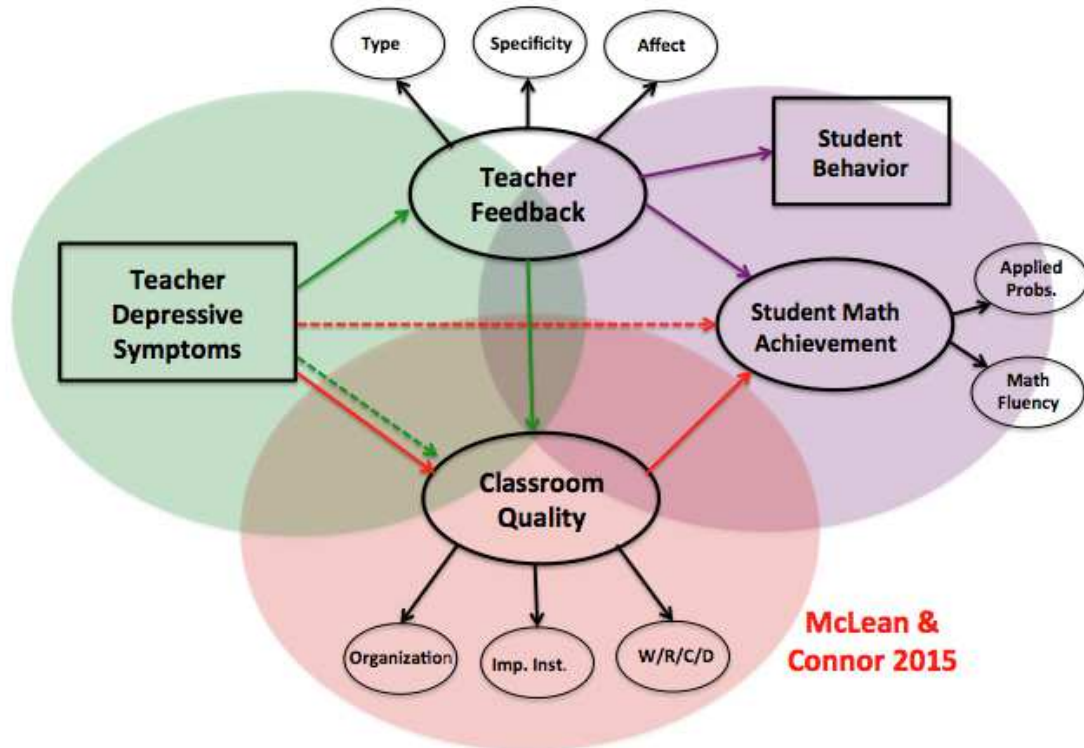 Type
Specificity
Affect
Teacher
Feedback
Student
Behavior
Teacher
Depressive
Symptoms
Applied
Probs.
Student Math
Achievement
Math
Fluency
Classroom
Quality
Organization
Imp. Inst.
W/R/C/D
McLean &
Connor 2015